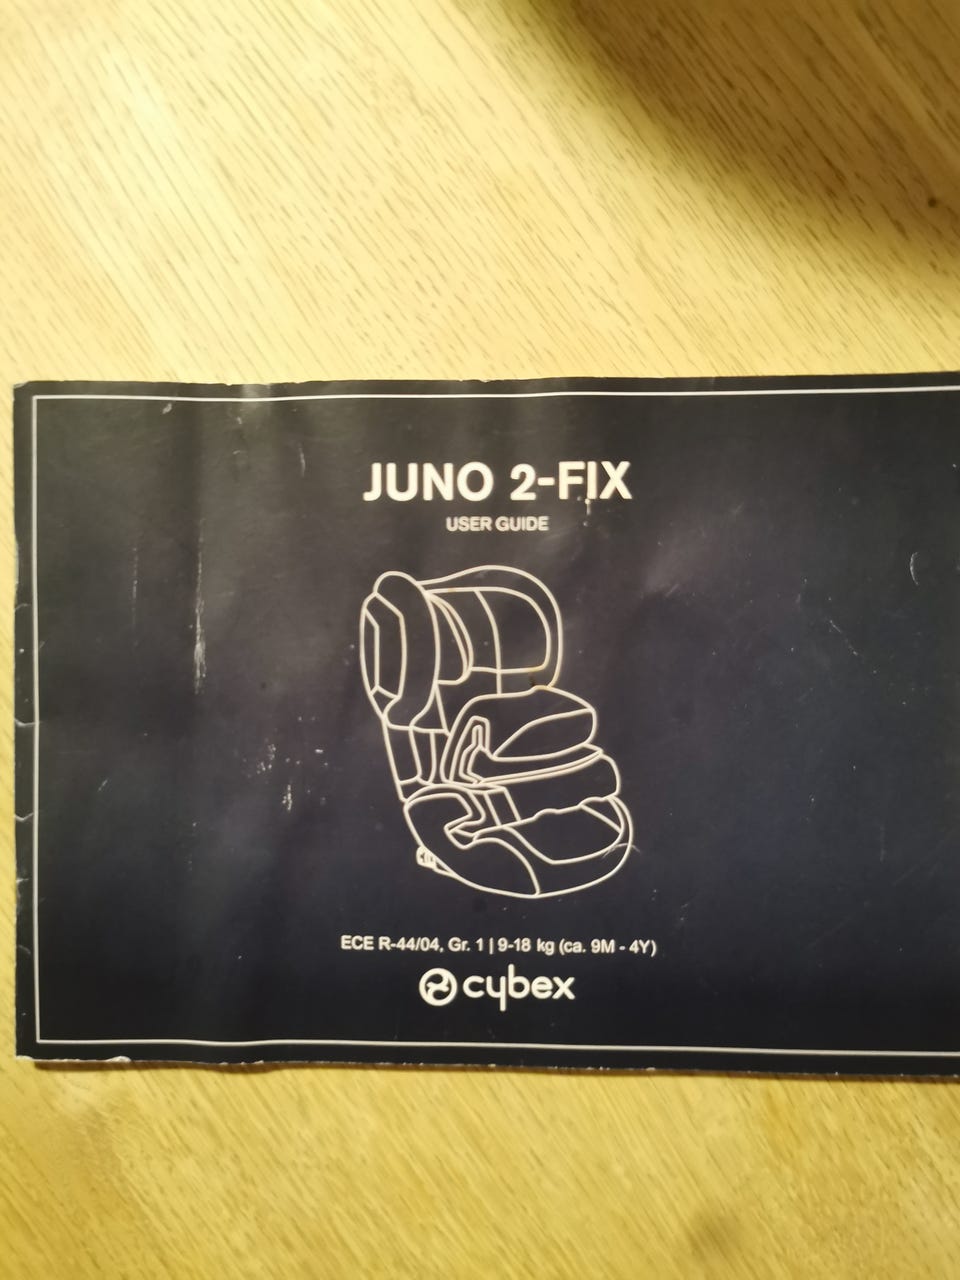 JUNO 2-FIX
USER GUIDE
ECE R-44/04, Gr. 1 | 9-18 kg (ca. 9M - 4Y)
cybex